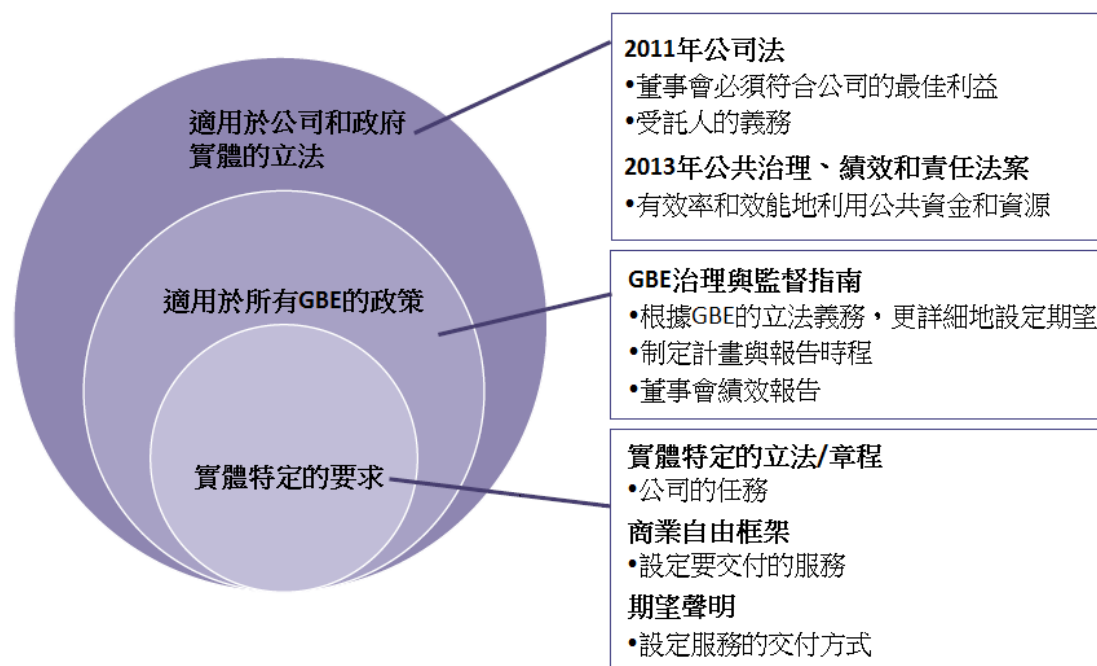 適用於公司和政府
實體的立法
適用於所有GBE的政策
實體特定的要求
2011年公司法
•董事會必須符合公司的最佳利益
•受託人的義務
2013年公共治理、績效和責任法案
•有效率和效能地利用公共資金和資源
GBE治理與監督指南
•根據GBE的立法義務，更詳細地設定期望
•制定計畫與報告時程
•董事會績效報告
實體特定的立法/章程
•公司的任務
商業自由框架
•設定要交付的服務
期望聲明
•設定服務的交付方式